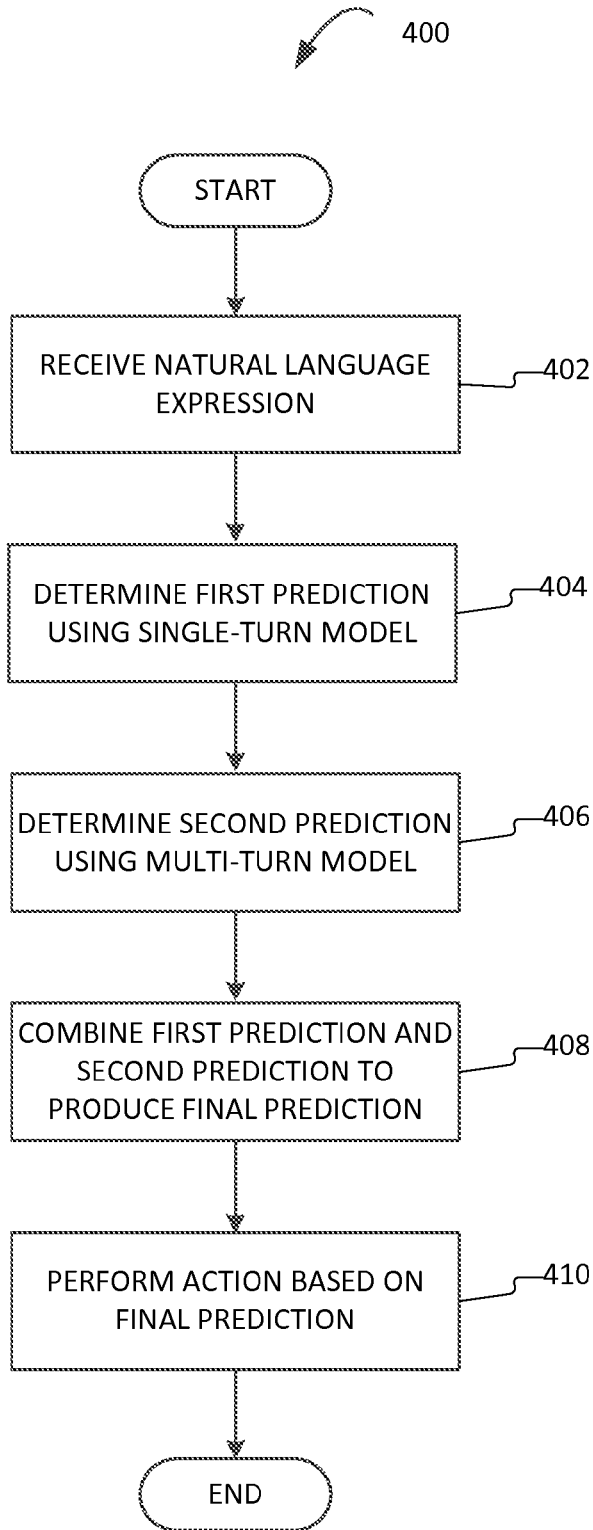 400
START
RECEIVE NATURAL LANGUAGE
EXPRESSION
402
DETERMINE FIRST PREDICTION
USING SINGLE-TURN MODEL
404
DETERMINE SECOND PREDICTION
USING MULTI-TURN MODEL
406
COMBINE FIRST PREDICTION AND
SECOND PREDICTION TO
PRODUCE FINAL PREDICTION
408
PERFORM ACTION BASED ON
FINAL PREDICTION
410
END